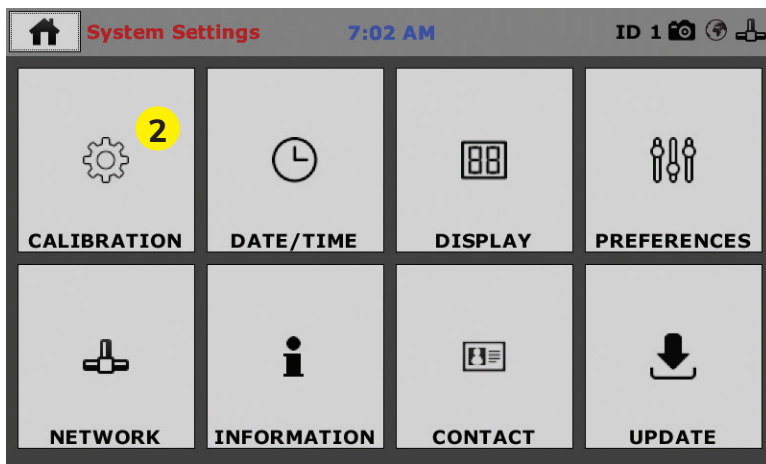 System Settings 7:02 AM ID 1
2
CALIBRATION DATE/TIME DISPLAY PREFERENCES
NETWORK INFORMATION CONTACT UPDATE